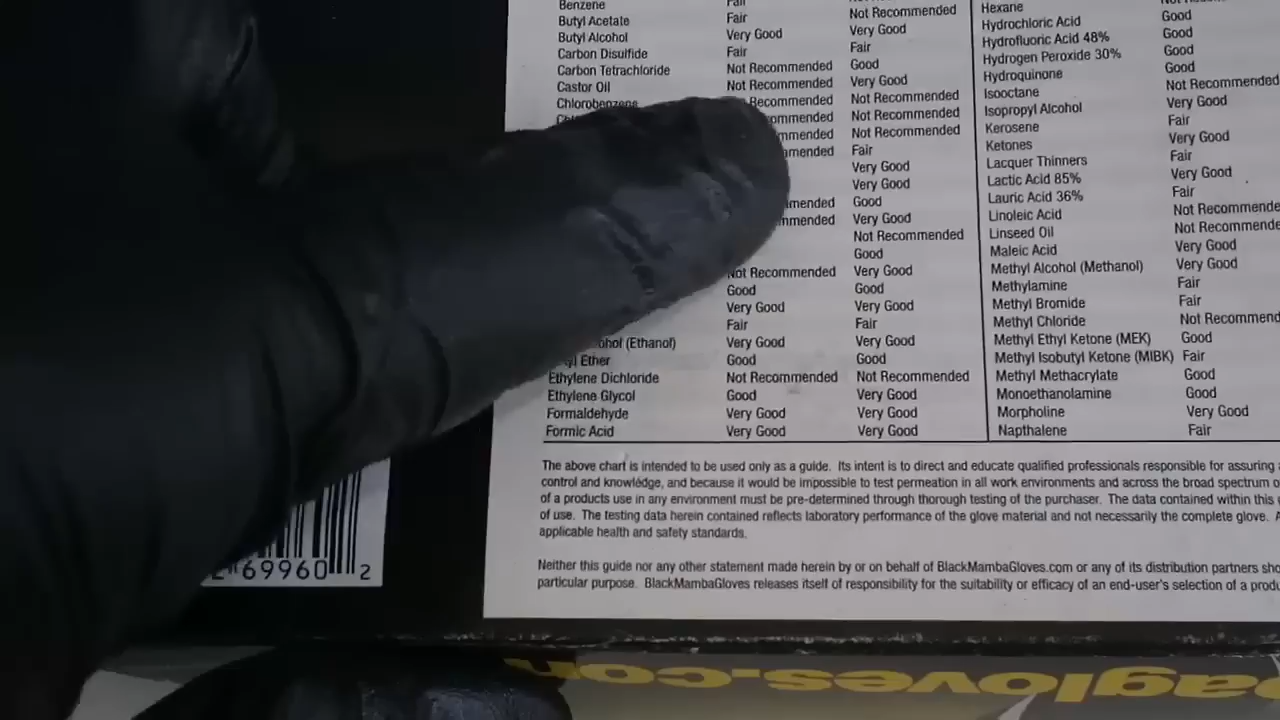 Benzene Fair
Butyl Acetate Fair Not Recommended
Butyl Alcohol Very Good Very Good
Carbon Disulfide Fair Fair
Carbon Tetrachloride Not Recommended Good
Castor Oil Not Recommended Very Good
Chlorobenzene Recommended Not Recommended
Not Recommended
Not Recommended
Fair
Very Good
Very Good
Good
Very Good
Not Recommended
Good
Not Recommended Very Good
Good Good
Very Good Very Good
Fair Fair
(Ethanol) Very Good Very Good
Ether Good Good
Ethylene Dichloride Not Recommended Not Recommended
Ethylene Glycol Good Very Good
Formaldehyde Very Good Very Good
Formic Acid Very Good Very Good
Hexane
Hydrochloric Acid Good
Hydrofluoric Acid 48% Good
Hydrogen Peroxide 30% Good
Hydroquinone Good
Isooctane Not Recommended
Isopropyl Alcohol Very Good
Kerosene Fair
Ketones Very Good
Lacquer Thinners Fair
Lactic Acid 85% Very Good
Lauric Acid 36% Fair
Linoleic Acid Not Recommende
Linseed Oil Not Recommende
Maleic Acid Very Good
Methyl Alcohol (Methanol) Very Good
Methylamine Fair
Methyl Bromide Fair
Methyl Chloride Not Recommend
Methyl Ethyl Ketone (MEK) Good
Methyl Isobutyl Ketone (MIBK) Fair
Methyl Methacrylate Good
Monoethanolamine Good
Morpholine Very Good
Napthalene Fair
The above chart is intended to be used only as a guide. Its intent is to direct and educate qualified professionals responsible for assuring
control and knowledge, and because it would be impossible to test permeation in all work environments and across the broad spectrum o
of a products use in any environment must be pre-determined through thorough testing of the purchaser. The data contained within this
of use. The testing data herein contained reflects laboratory performance of the glove material and not necessarily the complete glove.
applicable health and safety standards.
Neither this guide nor any other statement made herein by or on behalf of BlackMambaGloves.com or any of its distribution partners sho
particular purpose. BlackMambaGloves releases itself of responsibility for the suitability or efficacy of an end-user's selection of a produ
69960 2
agloves.com